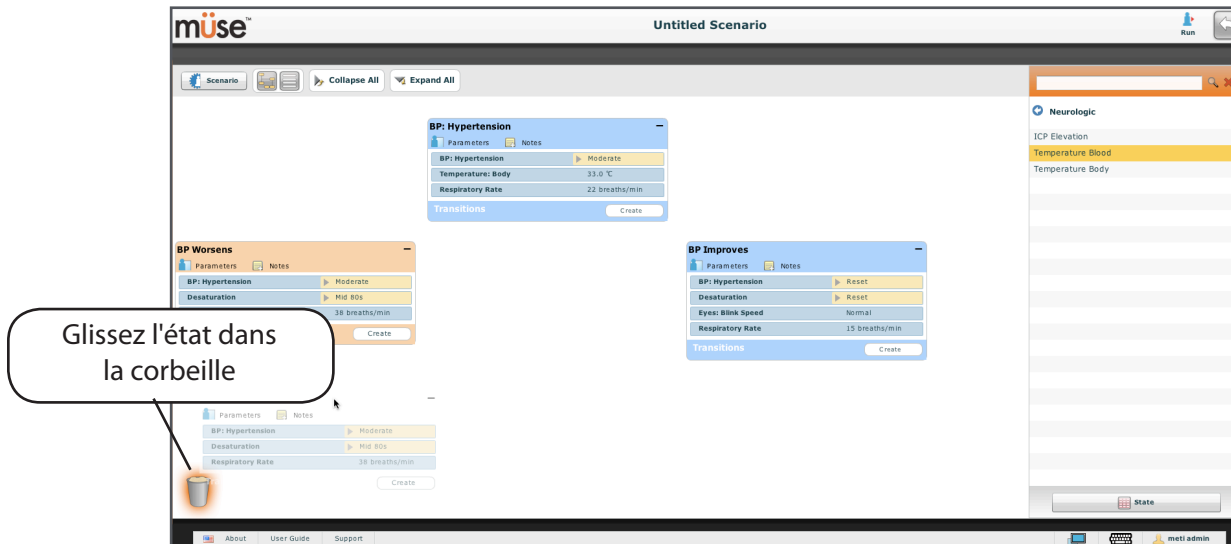 müse™
Untitled Scenario
Run
Scenario
Collapse All
Expand All
Neurologic
ICP Elevation
Temperature Blood
Temperature Body
BP: Hypertension
Parameters Notes
BP: Hypertension Moderate
Temperature: Body 33.0 °C
Respiratory Rate 22 breaths/min
Transitions Create
BP Worsens
Parameters Notes
BP: Hypertension Moderate
Desaturation Mid 80s
38 breaths/min
Create
BP Improves
Parameters Notes
BP: Hypertension Reset
Desaturation Reset
Eyes: Blink Speed Normal
Respiratory Rate 15 breaths/min
Transitions Create
Glissez l'état dans
la corbeille
Parameters Notes
BP: Hypertension Moderate
Desaturation Mid 80s
Respiratory Rate 38 breaths/min
Create
State
About User Guide Support
meti admin